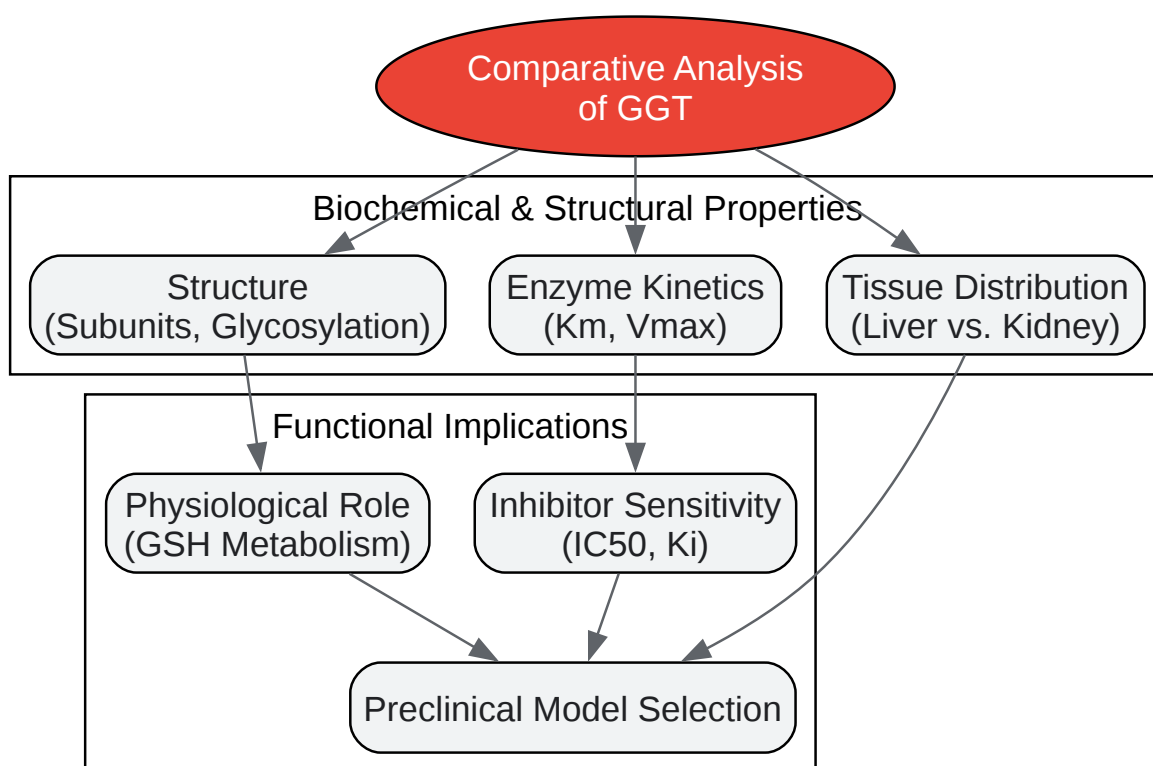 Comparative Analysis
of GGT
Biochemical & Structural Properties
Structure
(Subunits, Glycosylation)
Enzyme Kinetics
(Km, Vmax)
Tissue Distribution
(Liver vs. Kidney)
Functional Implications
Physiological Role
(GSH Metabolism)
Inhibitor Sensitivity
(IC50, Ki)
Preclinical Model Selection